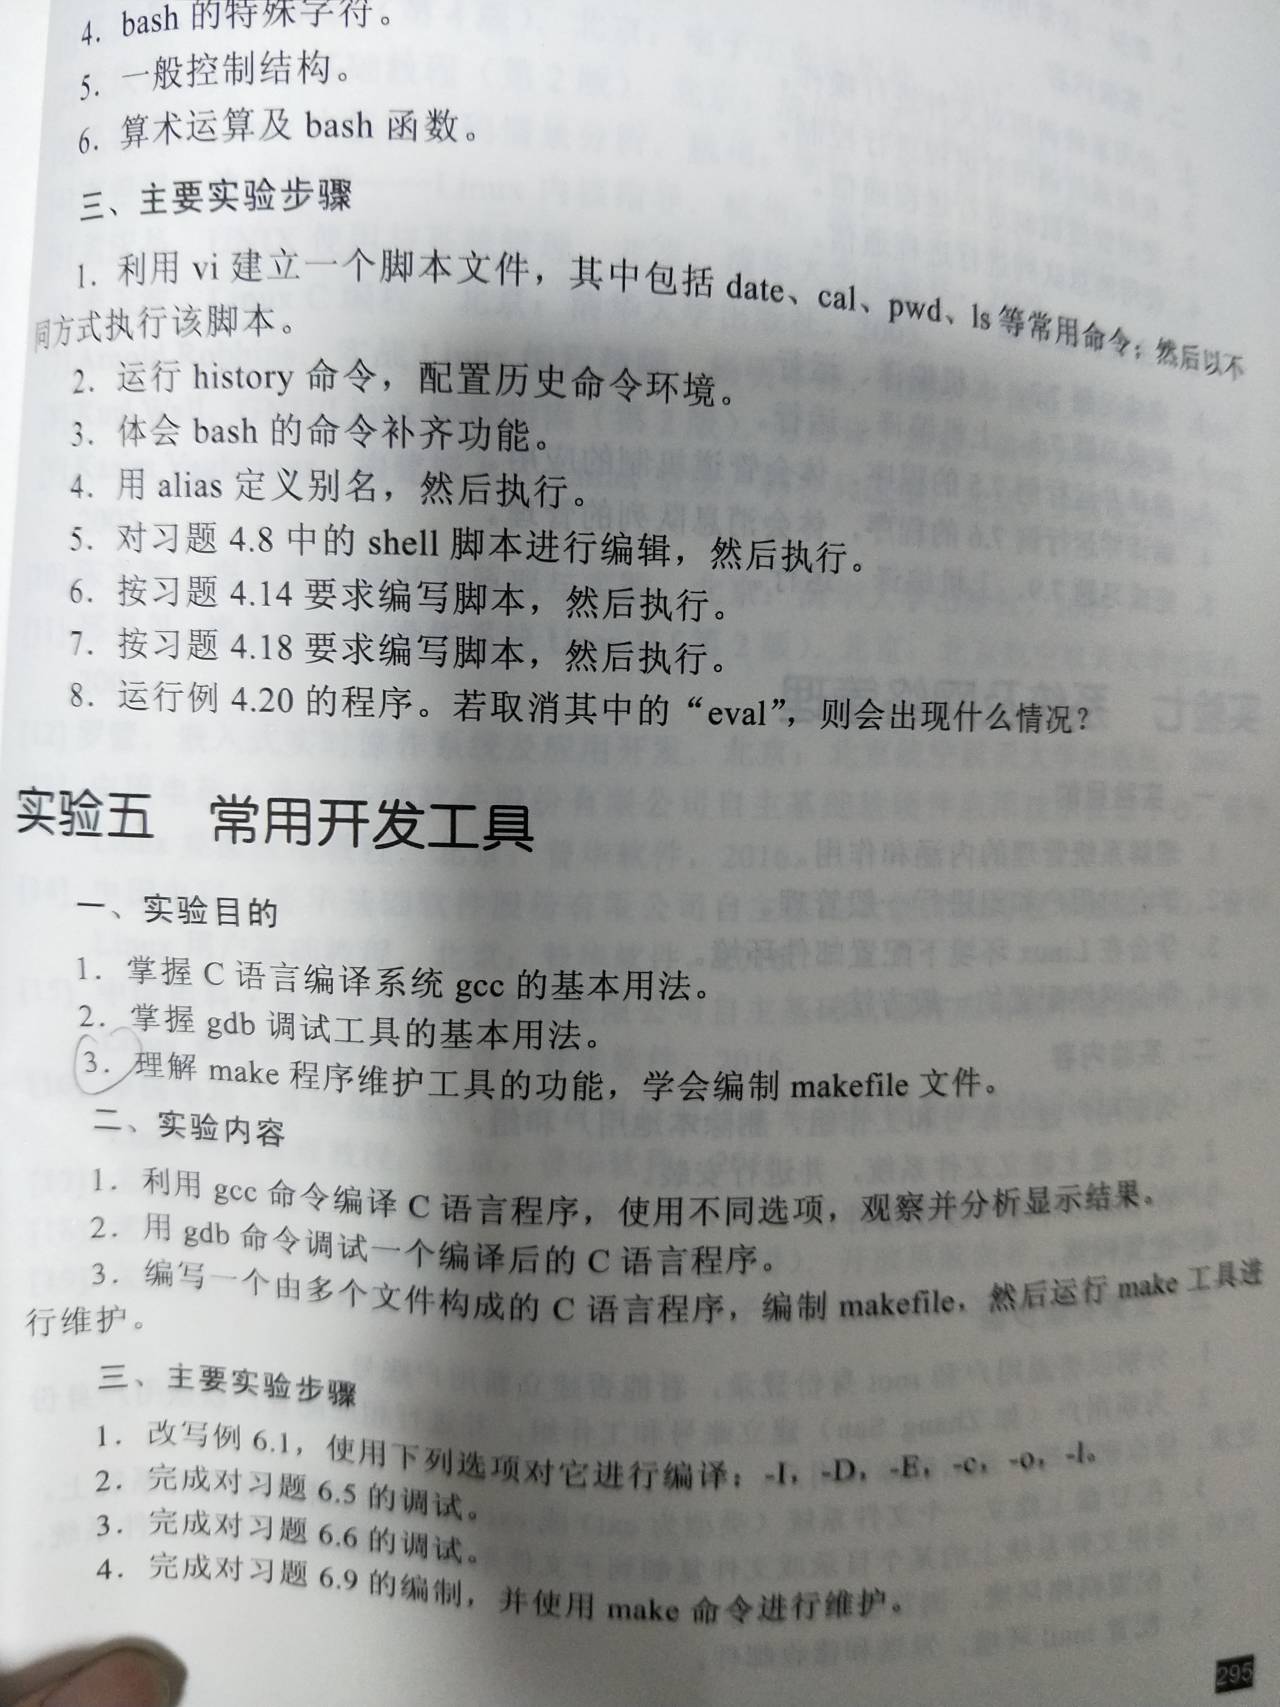 4. bash 的特殊字符。
5. 一般控制结构。
6. 算术运算及 bash 函数。
三、主要实验步骤
1. 利用 vi 建立一个脚本文件，其中包括 date、cal、pwd、ls 等常用命令；然后以不
同方式执行该脚本。
2. 运行 history 命令，配置历史命令环境。
3. 体会 bash 的命令补齐功能。
4. 用 alias 定义别名，然后执行。
5. 对习题 4.8 中的 shell 脚本进行编辑，然后执行。
6. 按习题 4.14 要求编写脚本，然后执行。
7. 按习题 4.18 要求编写脚本，然后执行。
8. 运行例 4.20 的程序。若取消其中的“eval”，则会出现什么情况？
实验五 常用开发工具
一、实验目的
1. 掌握 C 语言编译系统 gcc 的基本用法。
2. 掌握 gdb 调试工具的基本用法。
3. 理解 make 程序维护工具的功能，学会编制 makefile 文件。
二、实验内容
1. 利用 gcc 命令编译 C 语言程序，使用不同选项，观察并分析显示结果。
2. 用 gdb 命令调试一个编译后的 C 语言程序。
3. 编写一个由多个文件构成的 C 语言程序，编制 makefile，然后运行 make 工具进
行维护。
三、主要实验步骤
1. 改写例 6.1，使用下列选项对它进行编译：-I，-D，-E，-c，-o，-l。
2. 完成对习题 6.5 的调试。
3. 完成对习题 6.6 的调试。
4. 完成对习题 6.9 的编制，并使用 make 命令进行维护。
295